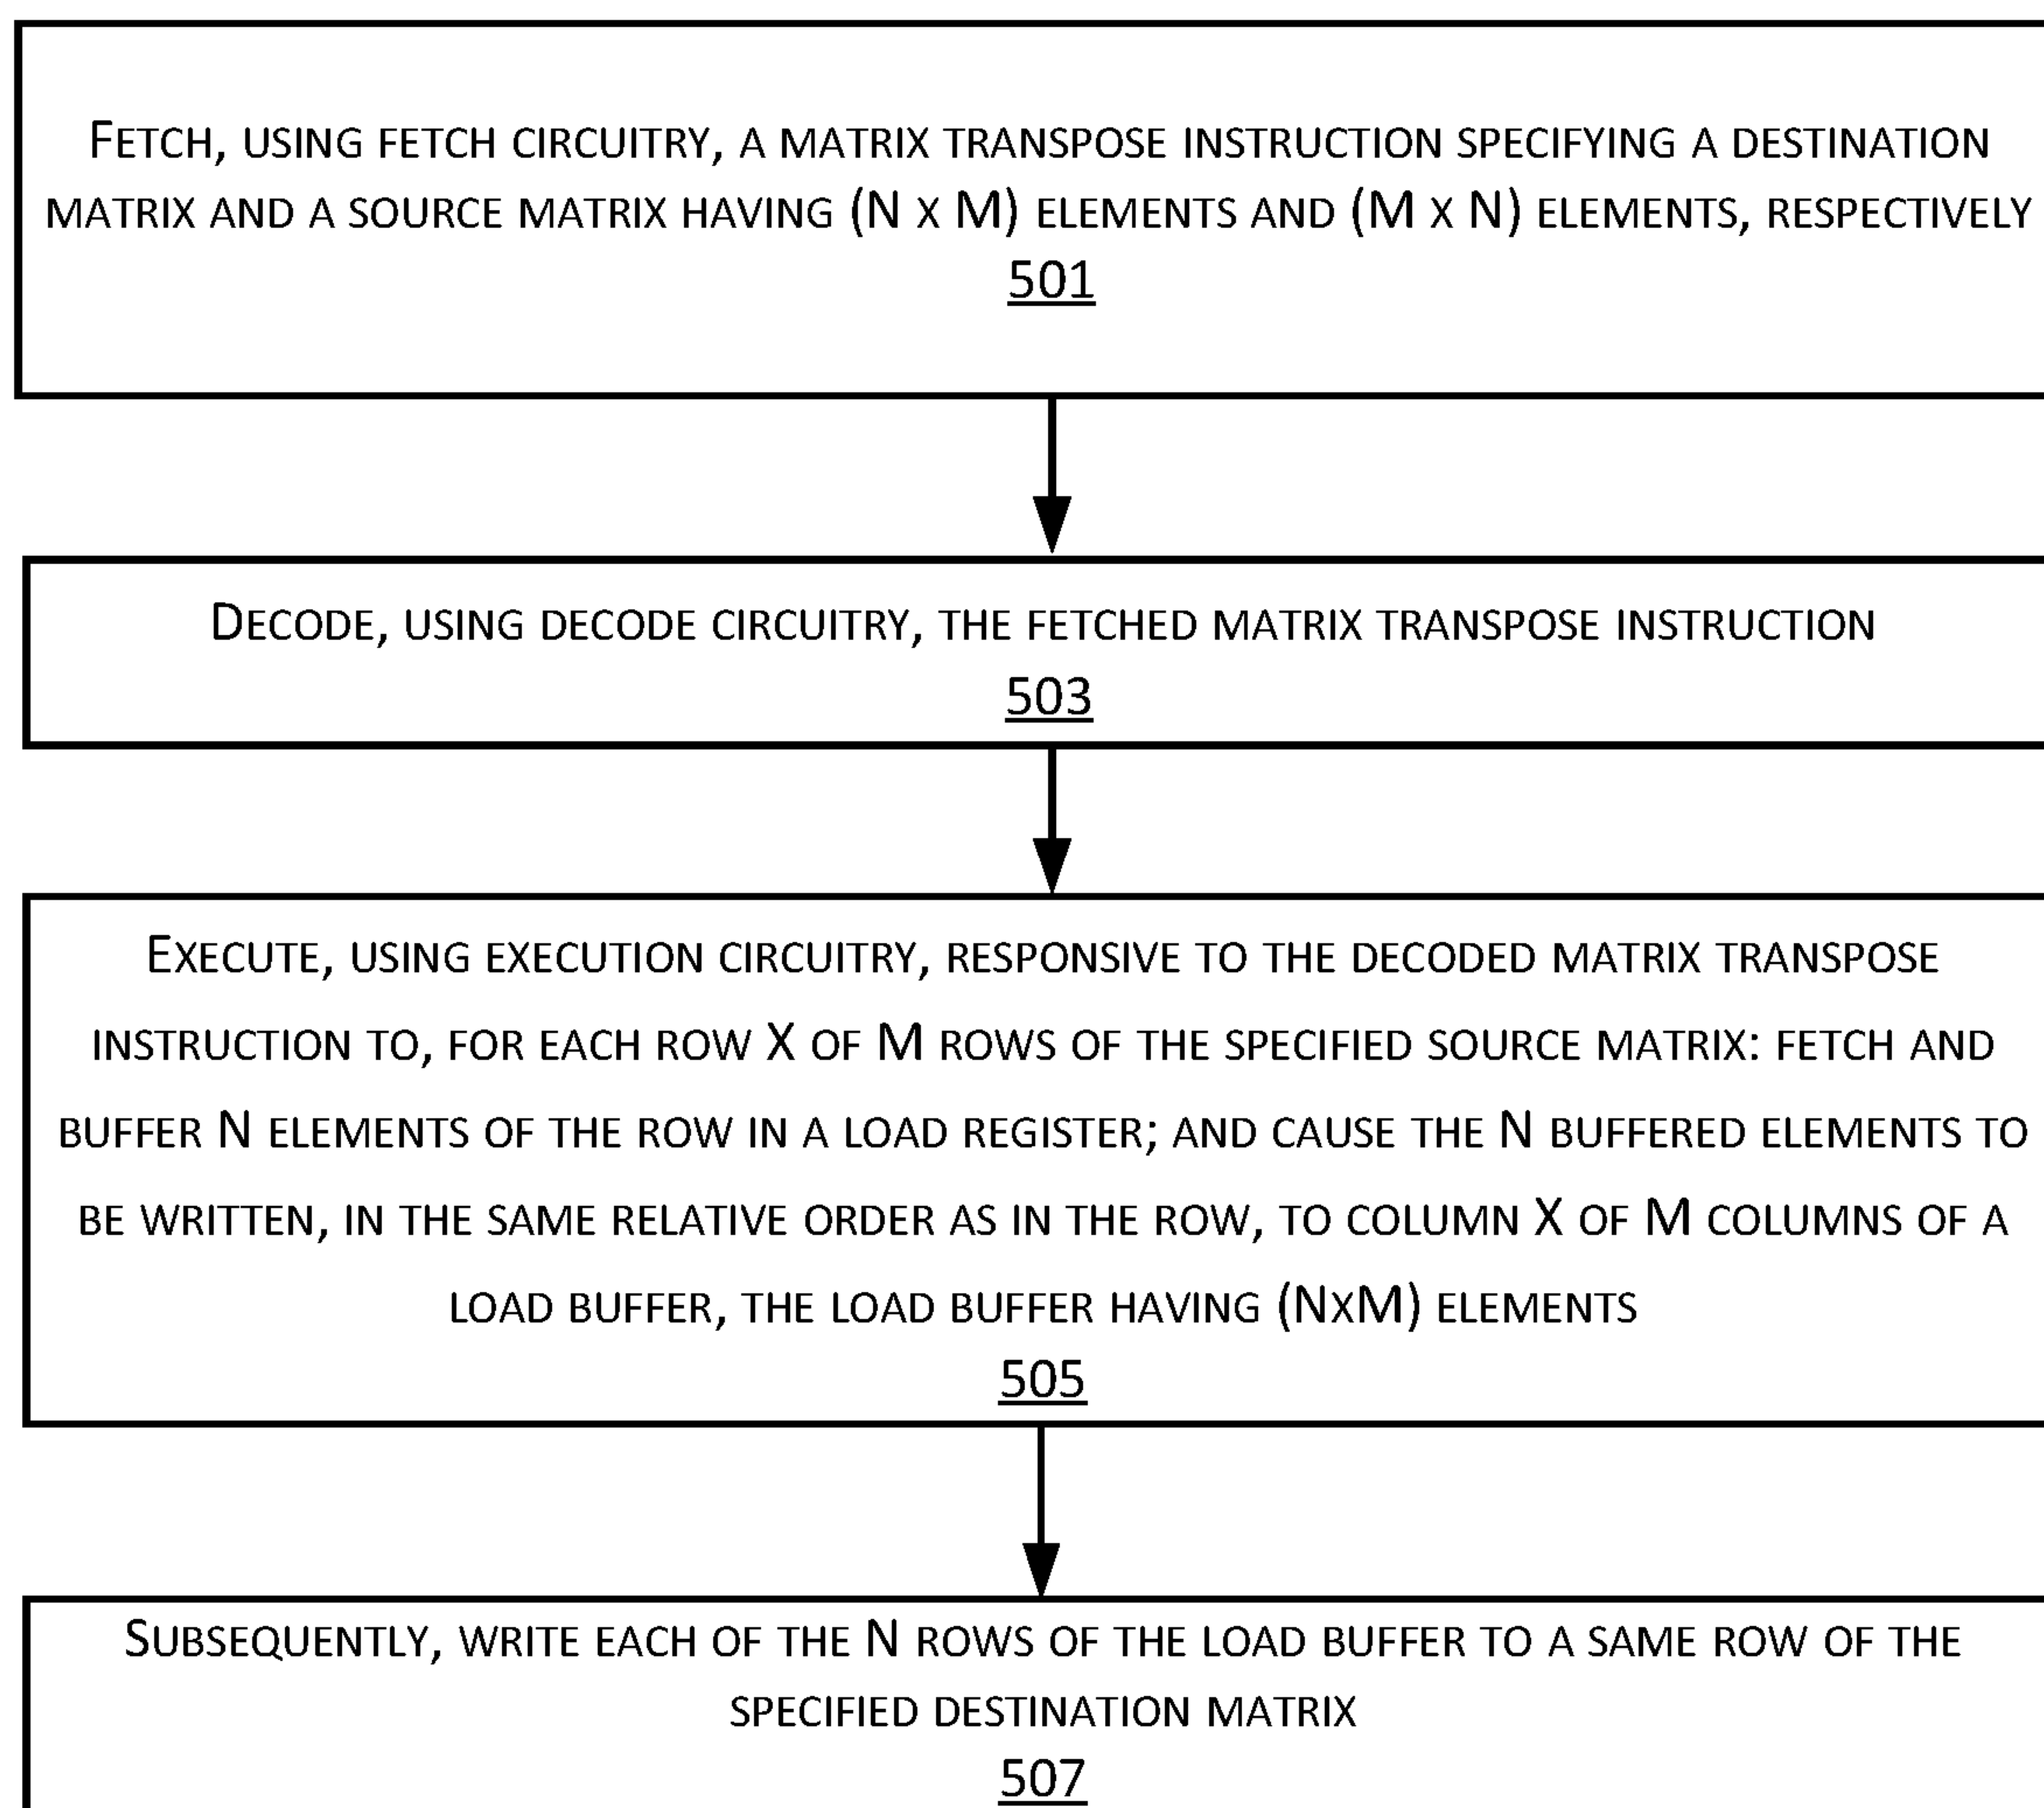 Fetch, using fetch circuitry, a matrix transpose instruction specifying a destination
matrix and a source matrix having (N x M) elements and (M x N) elements, respectively
501
Decode, using decode circuitry, the fetched matrix transpose instruction
503
Execute, using execution circuitry, responsive to the decoded matrix transpose
instruction to, for each row X of M rows of the specified source matrix: fetch and
buffer N elements of the row in a load register; and cause the N buffered elements to
be written, in the same relative order as in the row, to column X of M columns of a
load buffer, the load buffer having (NxM) elements
505
Subsequently, write each of the N rows of the load buffer to a same row of the
specified destination matrix
507